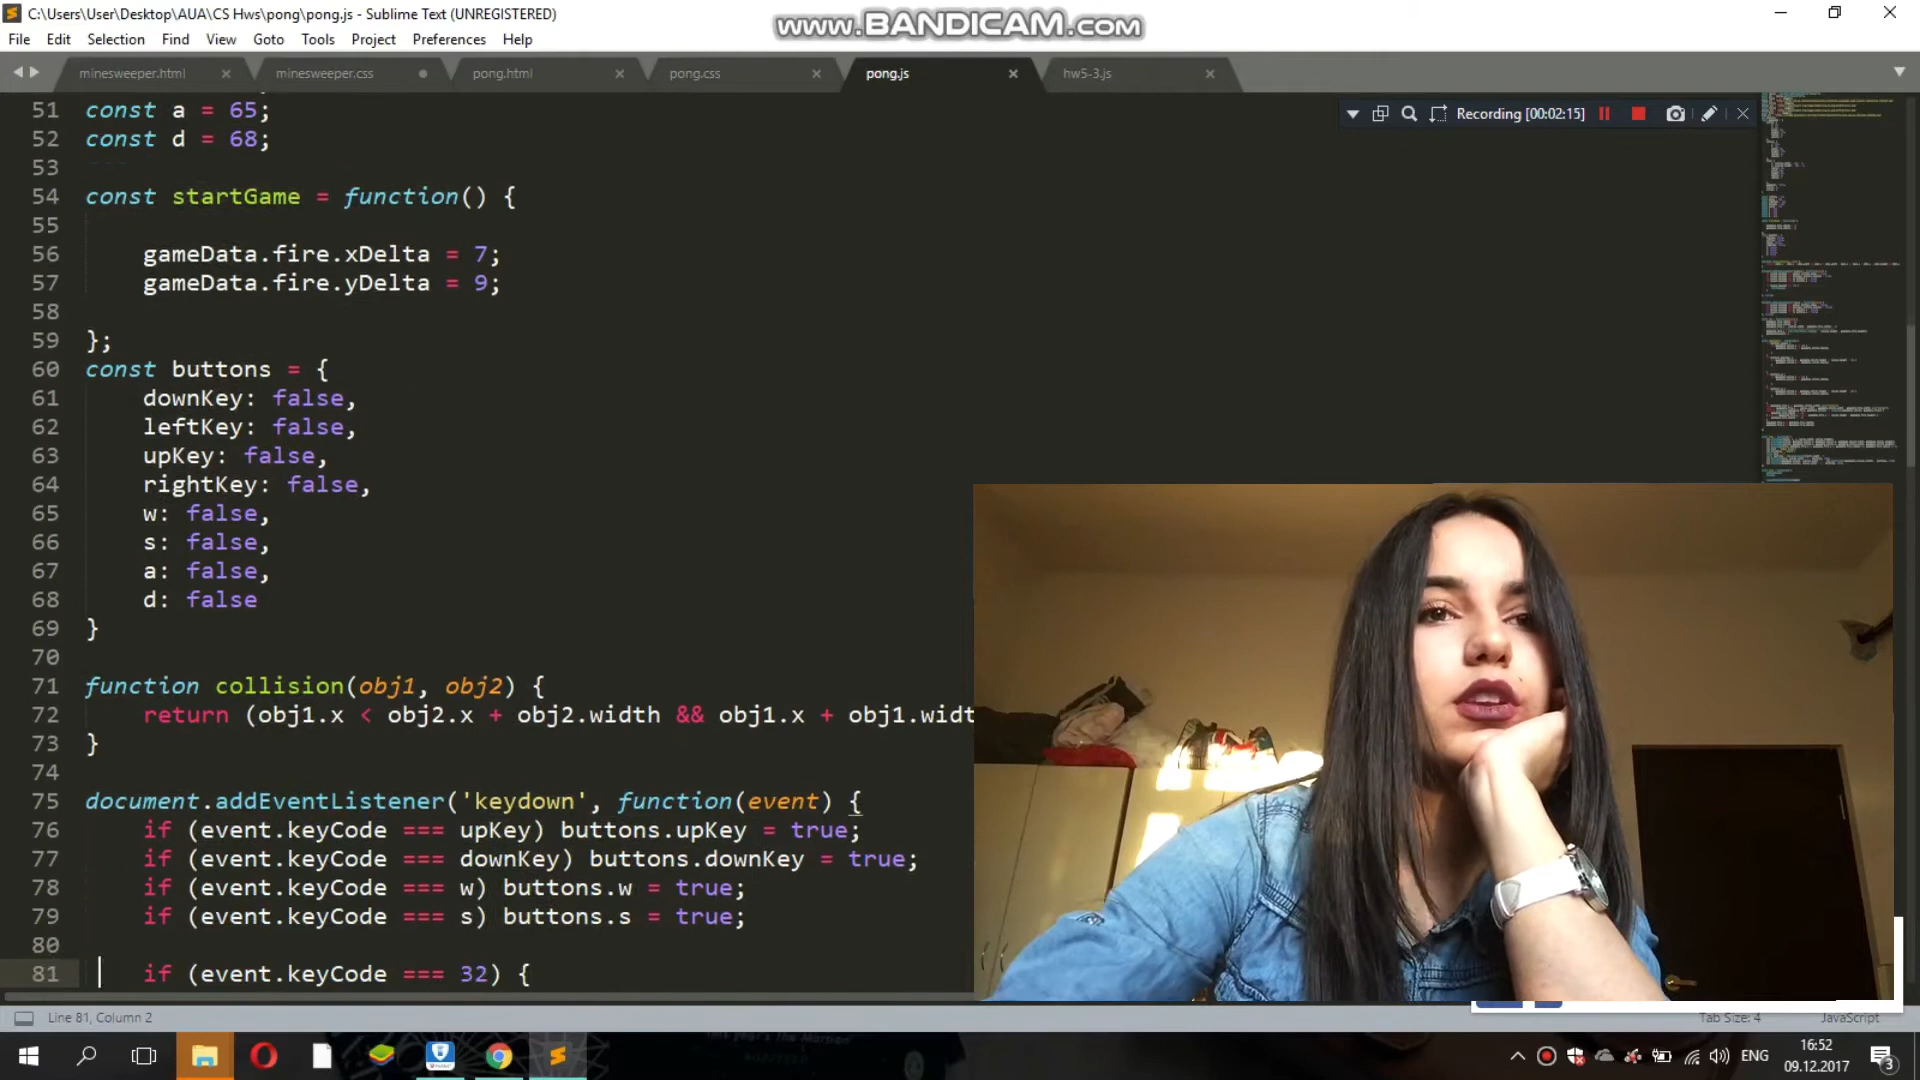 C:\Users\User\Desktop\AUA\CS Hws\pong\pong.js - Sublime Text (UNREGISTERED)
www.BANDICAM.com
File Edit Selection Find View Goto Tools Project Preferences Help
minesweeper.html minesweeper.css pong.html pong.css pong.js hw5-3.js
Recording [00:02:15]
51 const a = 65;
52 const d = 68;
53
54 const startGame = function() {
55
56 gameData.fire.xDelta = 7;
57 gameData.fire.yDelta = 9;
58
59 };
60 const buttons = {
61 downKey: false,
62 leftKey: false,
63 upKey: false,
64 rightKey: false,
65 w: false,
66 s: false,
67 a: false,
68 d: false
69 }
70
71 function collision(obj1, obj2) {
72 return (obj1.x < obj2.x + obj2.width && obj1.x + obj1.widt
73 }
74
75 document.addEventListener('keydown', function(event) {
76 if (event.keyCode === upKey) buttons.upKey = true;
77 if (event.keyCode === downKey) buttons.downKey = true;
78 if (event.keyCode === w) buttons.w = true;
79 if (event.keyCode === s) buttons.s = true;
80
81 if (event.keyCode === 32) {
Line 81, Column 2
Tab Size: 4 JavaScript
ENG
16:52
09.12.2017
3